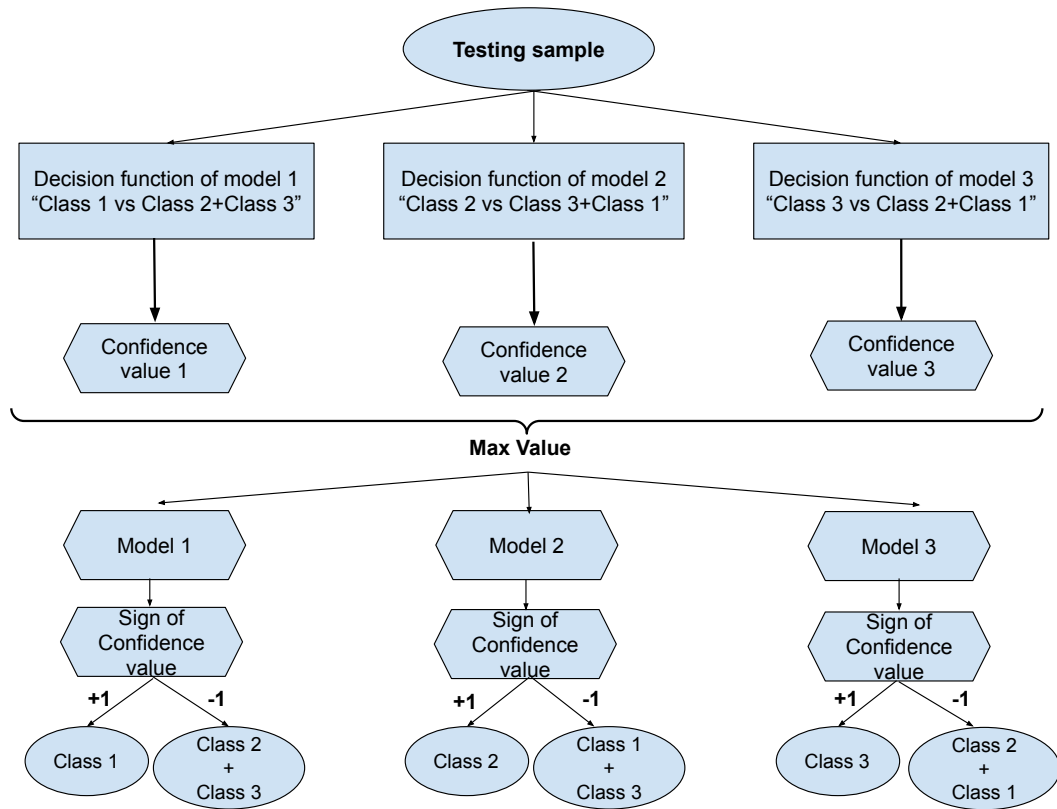 Testing sample
Decision function of model 1
“Class 1 vs Class 2+Class 3”
Decision function of model 2
“Class 2 vs Class 3+Class 1”
Decision function of model 3
“Class 3 vs Class 2+Class 1”
Confidence
value 1
Confidence
value 2
Confidence
value 3
Max Value
Model 1
Model 2
Model 3
Sign of
Confidence
value
Sign of
Confidence
value
Sign of
Confidence
value
+1
-1
+1
-1
+1
-1
Class 1
Class 2
+
Class 3
Class 2
Class 1
+
Class 3
Class 3
Class 2
+
Class 1